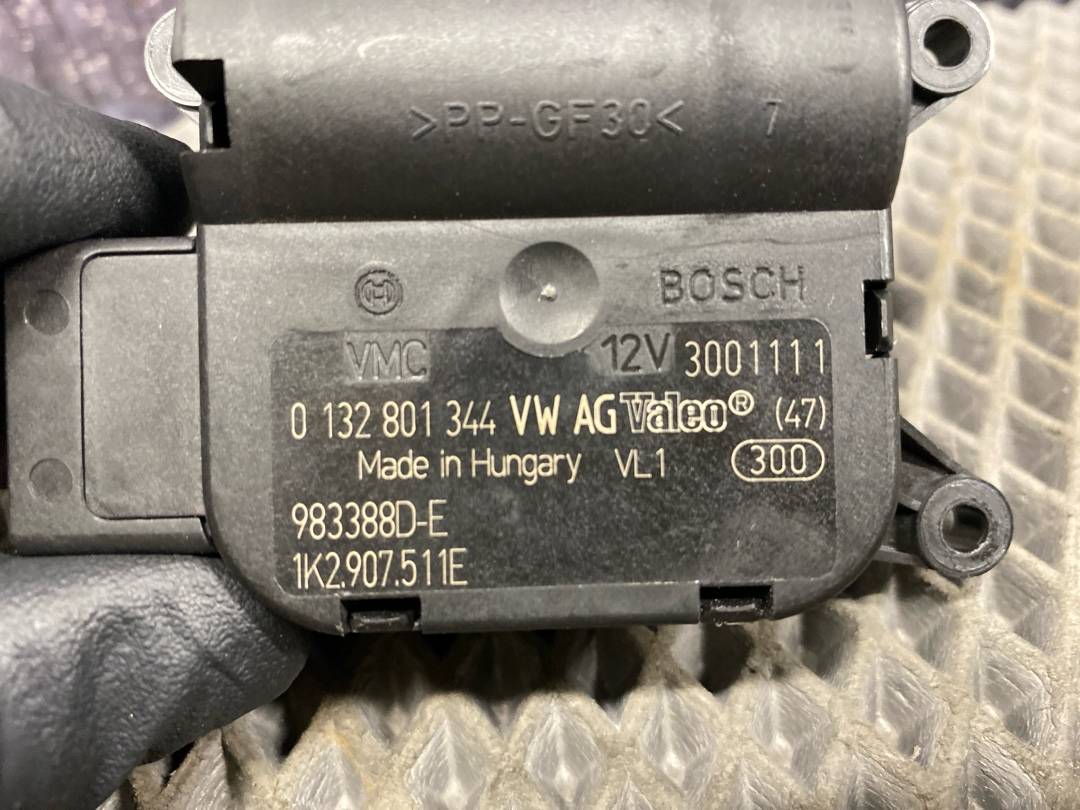 >PP-GF30< 7
BOSCH
VMC 12V 3001111
0 132 801 344 VW AG Valeo® (47)
Made in Hungary VL1 300
983388D-E
1K2.907.511E